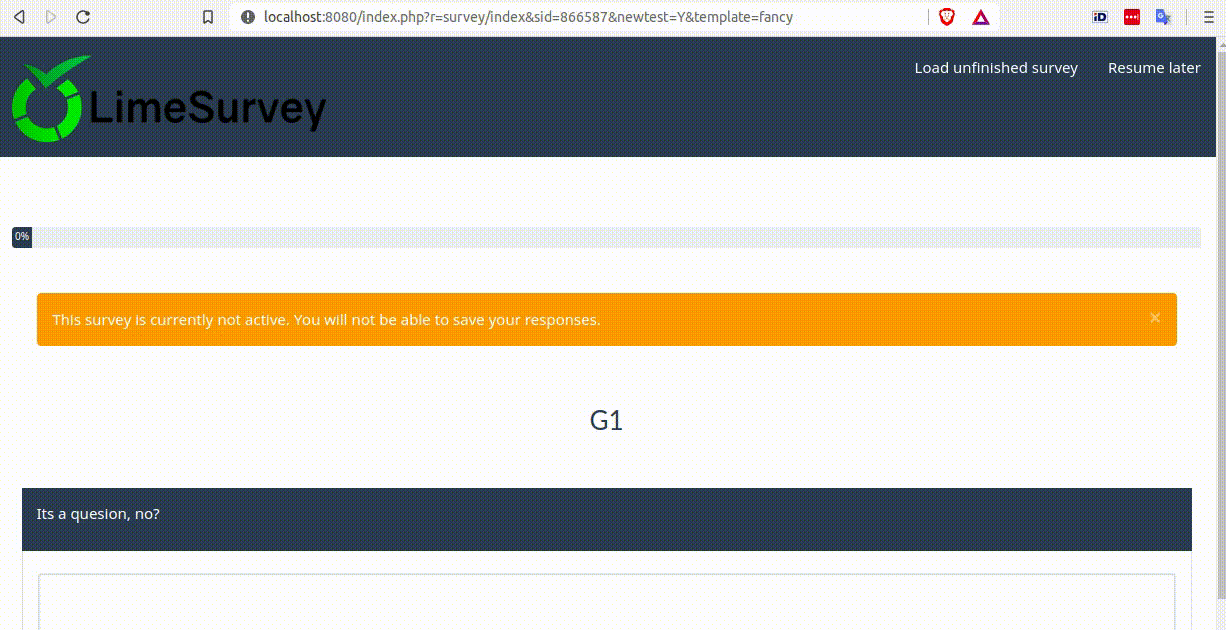 localhost:8080/index.php?r=survey/index&sid=866587&newtest=Y&template=fancy
iD
LimeSurvey
Load unfinished survey
Resume later
0%
This survey is currently not active. You will not be able to save your responses.
×
G1
Its a quesion, no?